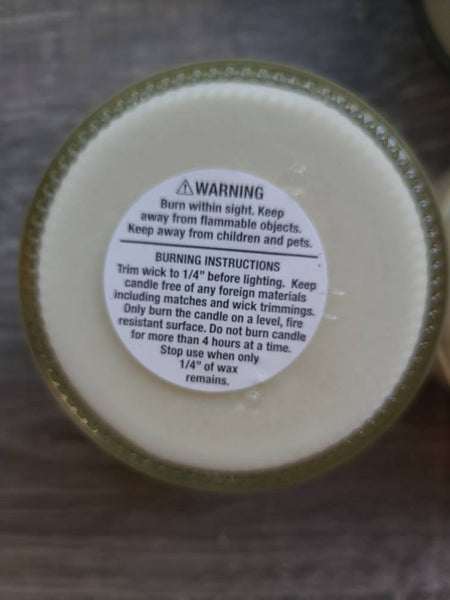 ⚠WARNING
Burn within sight. Keep
away from flammable objects.
Keep away from children and pets.
BURNING INSTRUCTIONS
Trim wick to 1/4" before lighting. Keep
candle free of any foreign materials
including matches and wick trimmings.
Only burn the candle on a level, fire
resistant surface. Do not burn candle
for more than 4 hours at a time.
Stop use when only
1/4" of wax
remains.